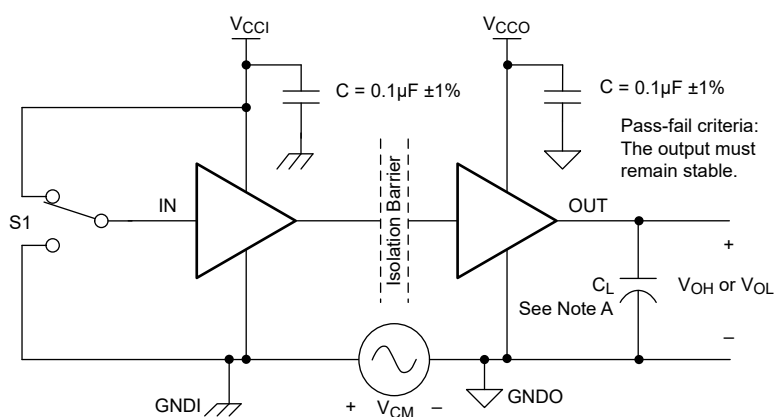 VCCI
VCCO
C = 0.1μF ±1%
C = 0.1μF ±1%
Pass-fail criteria:
The output must
remain stable.
IN
Isolation Barrier
OUT
S1
+
CL
VOH or VOL
See Note A
–
GNDI
+ VCM –
GNDO